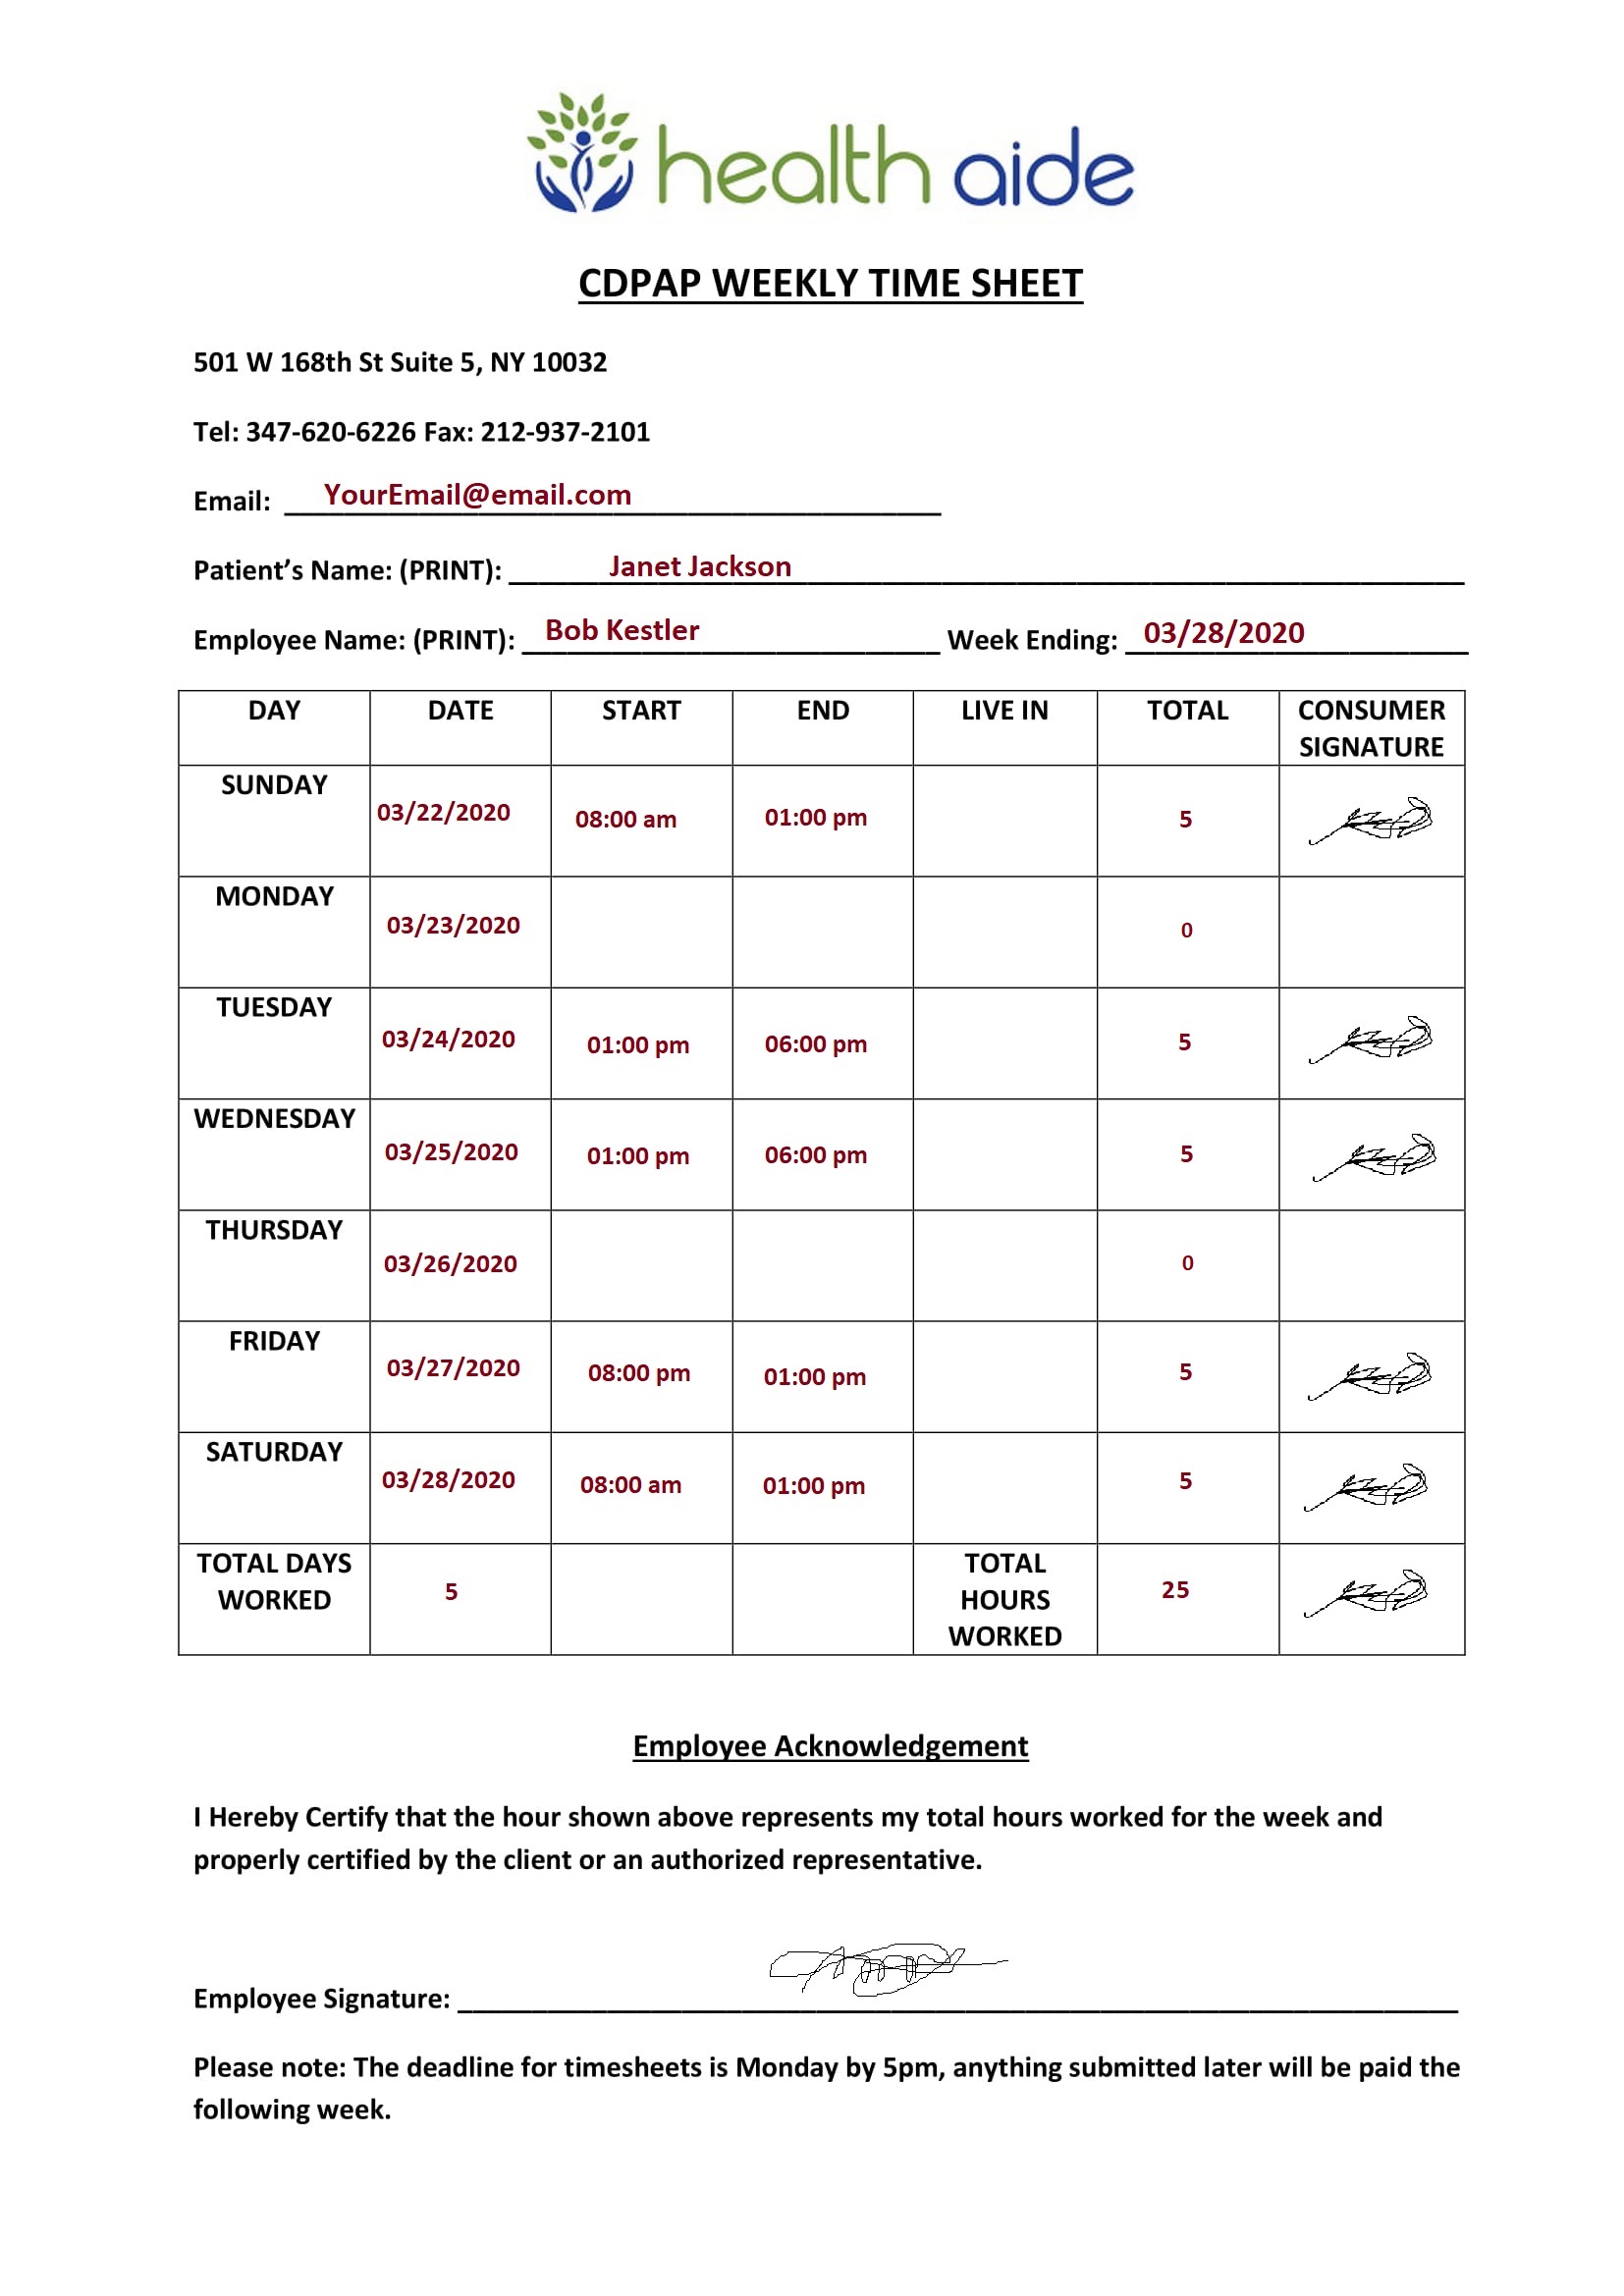 health aide
CDPAP WEEKLY TIME SHEET
501 W 168th St Suite 5, NY 10032
Tel: 347-620-6226 Fax: 212-937-2101
Email: YourEmail@email.com
Patient’s Name: (PRINT): Janet Jackson
Employee Name: (PRINT): Bob Kestler Week Ending: 03/28/2020
DAY DATE START END LIVE IN TOTAL CONSUMER
SIGNATURE
SUNDAY 03/22/2020 08:00 am 01:00 pm 5
MONDAY 03/23/2020 0
TUESDAY 03/24/2020 01:00 pm 06:00 pm 5
WEDNESDAY 03/25/2020 01:00 pm 06:00 pm 5
THURSDAY 03/26/2020 0
FRIDAY 03/27/2020 08:00 pm 01:00 pm 5
SATURDAY 03/28/2020 08:00 am 01:00 pm 5
TOTAL DAYS
WORKED 5
TOTAL
HOURS
WORKED 25
Employee Acknowledgement
I Hereby Certify that the hour shown above represents my total hours worked for the week and
properly certified by the client or an authorized representative.
Employee Signature:
Please note: The deadline for timesheets is Monday by 5pm, anything submitted later will be paid the
following week.